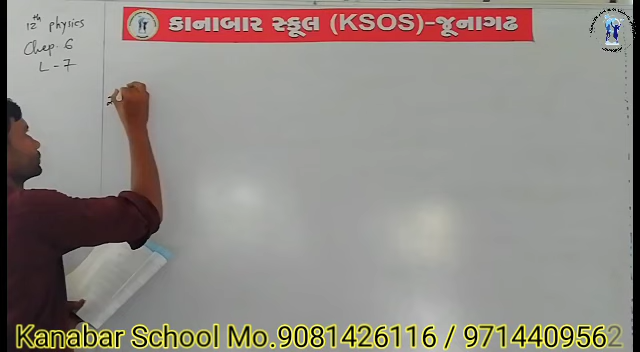 12th physics
Chep-6
L-7
કાનાબાર સ્કૂલ (KSOS)-જૂનાગઢ
Kanabar School Mo.9081426116 / 9714409562